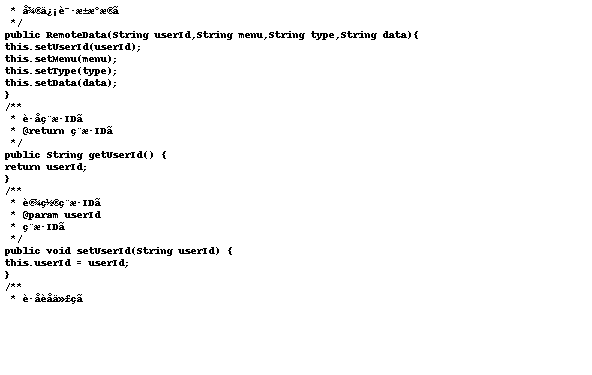 * å¾®ä¿¡è¯·æ±æ°æ®ã
*/
public RemoteData(String userId,String menu,String type,String data){
this.setUserId(userId);
this.setMenu(menu);
this.setType(type);
this.setData(data);
}
/**
* è·åç¨æ·IDã
* @return ç¨æ·IDã
*/
public String getUserId() {
return userId;
}
/**
* è®¾ç½®ç¨æ·IDã
* @param userId
* ç¨æ·IDã
*/
public void setUserId(String userId) {
this.userId = userId;
}
/**
* è·åèåä»£çã